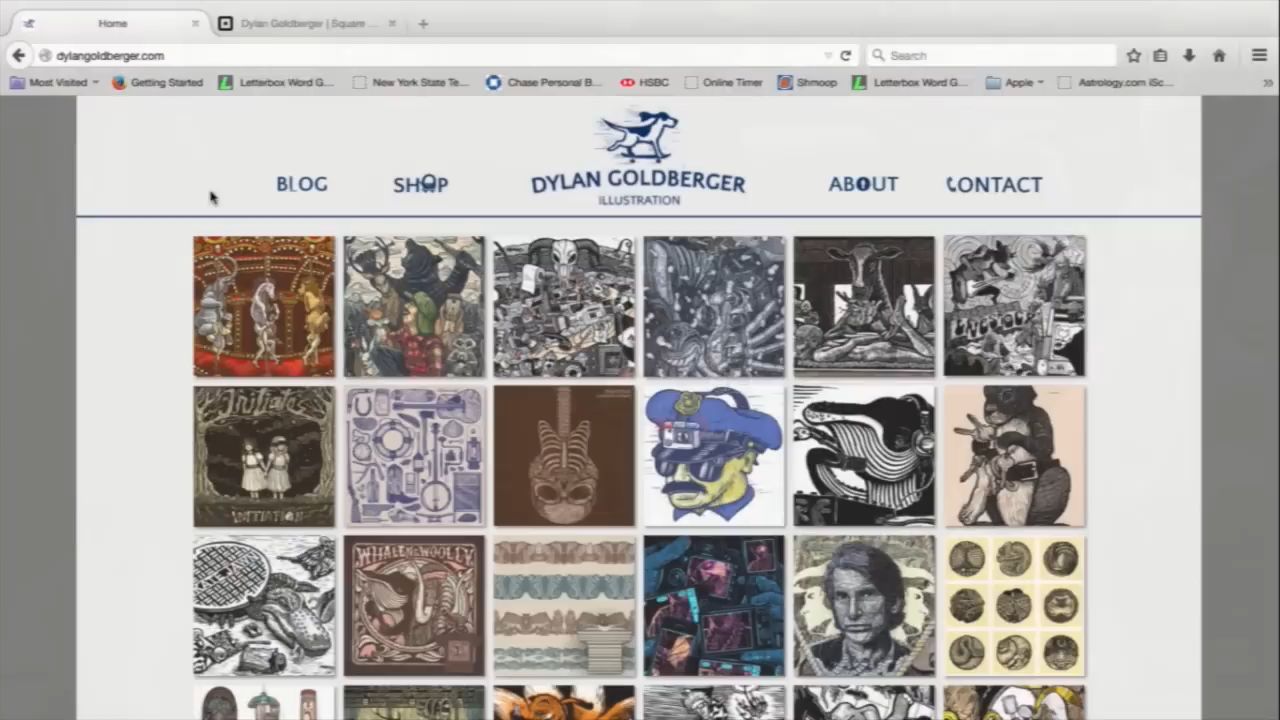 Home
Dylan Goldberger | Square ...
dylangoldberger.com
Search
Most Visited
Getting Started
Letterbox Word G...
New York State Te...
Chase Personal B...
HSBC
Online Timer
Shmoop
Letterbox Word G...
Apple
Astrology.com iSc...
BLOG
SHOP
DYLAN GOLDBERGER
ILLUSTRATION
ABOUT
CONTACT
Initiates
INITIATION
WHALEN & WOOLLY